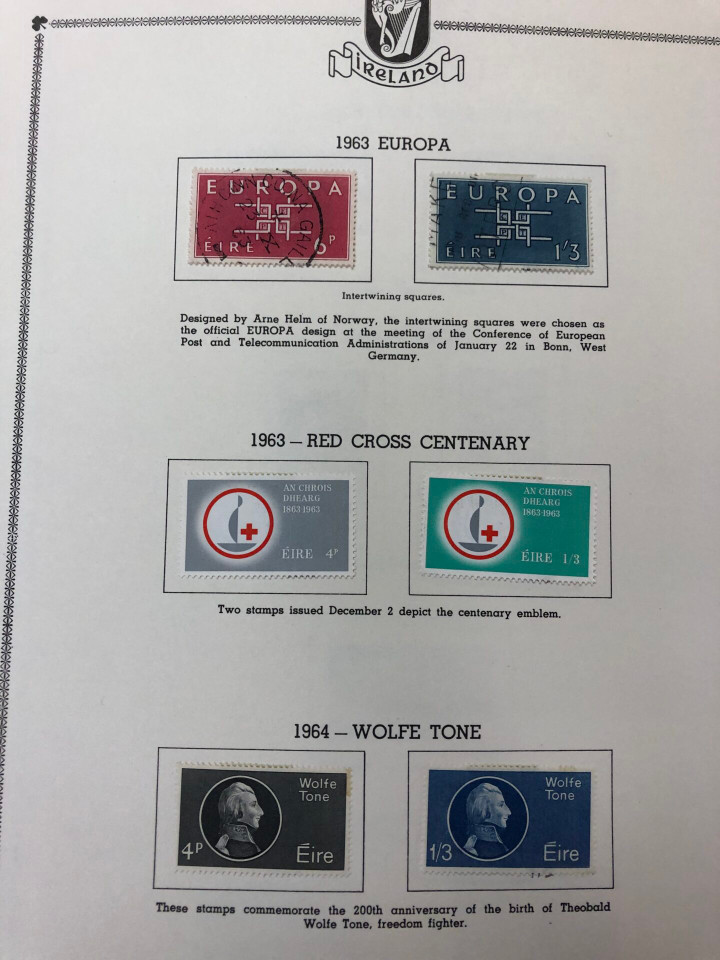 IRELAND
1963 EUROPA
EUROPA
ÉIRE 6P
EUROPA
ÉIRE 1/3
Intertwining squares.
Designed by Arne Helm of Norway, the intertwining squares were chosen as
the official EUROPA design at the meeting of the Conference of European
Post and Telecommunication Administrations of January 22 in Bonn, West
Germany.
1963 — RED CROSS CENTENARY
AN CHROIS
DHEARG
1863-1963
ÉIRE 4P
AN CHROIS
DHEARG
1863-1963
ÉIRE 1/3
Two stamps issued December 2 depict the centenary emblem.
1964 — WOLFE TONE
Wolfe
Tone
4P Éire
Wolfe
Tone
1/3 Éire
These stamps commemorate the 200th anniversary of the birth of Theobald
Wolfe Tone, freedom fighter.